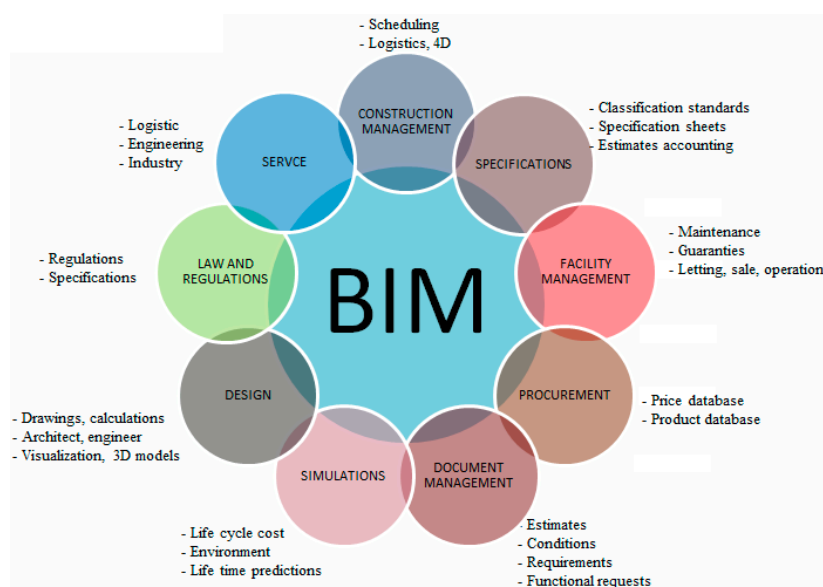 - Scheduling
- Logistics, 4D
CONSTRUCTION
MANAGEMENT
- Classification standards
- Specification sheets
- Estimates accounting
SPECIFICATIONS
- Maintenance
- Guaranties
- Letting, sale, operation
FACILITY
MANAGEMENT
- Price database
- Product database
PROCUREMENT
- Estimates
- Conditions
- Requirements
- Functional requests
DOCUMENT
MANAGEMENT
- Life cycle cost
- Environment
- Life time predictions
SIMULATIONS
- Drawings, calculations
- Architect, engineer
- Visualization, 3D models
DESIGN
- Regulations
- Specifications
LAW AND
REGULATIONS
- Logistic
- Engineering
- Industry
SERVCE
BIM